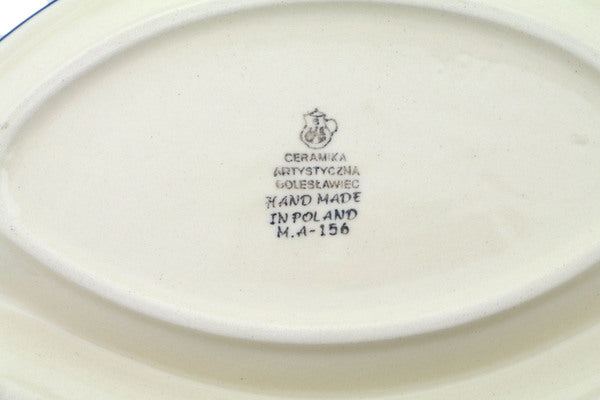 CERAMIKA
ARTYSTYCZNA
BOLESŁAWIEC
HAND MADE
IN POLAND
M.A-156